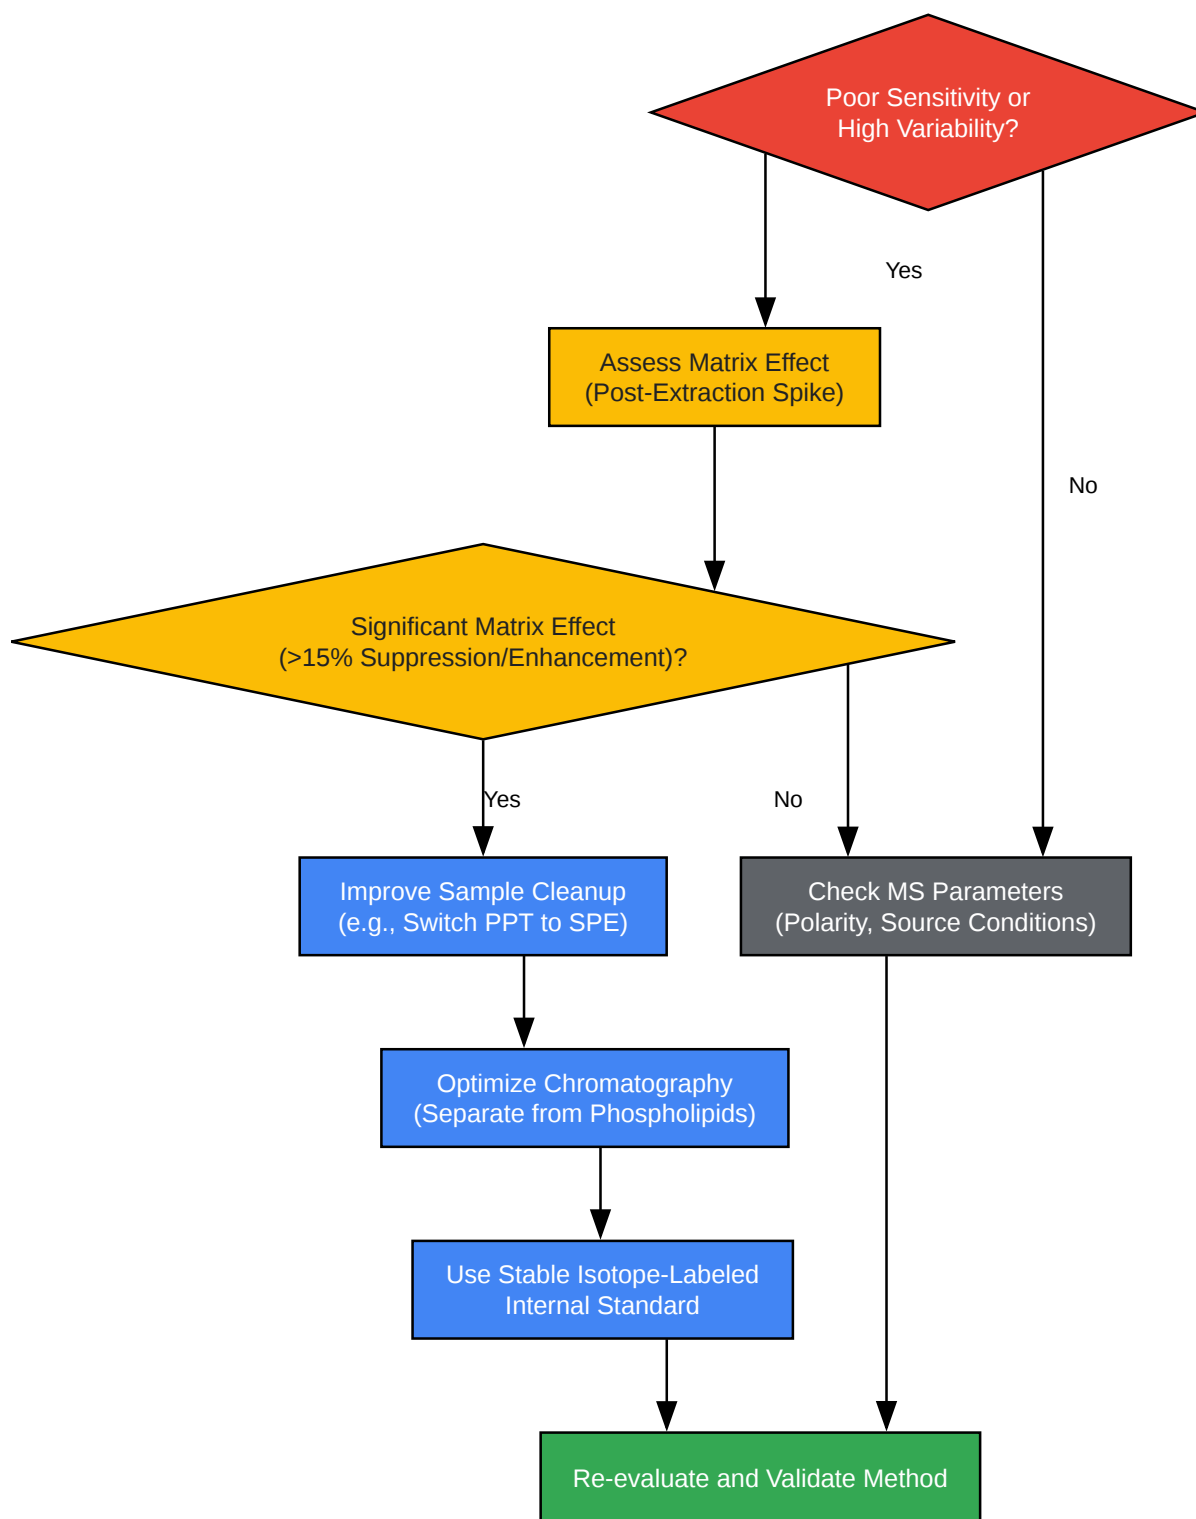 Poor Sensitivity or
High Variability?
Yes
Assess Matrix Effect
(Post-Extraction Spike)
No
Significant Matrix Effect
(>15% Suppression/Enhancement)?
Yes
No
Improve Sample Cleanup
(e.g., Switch PPT to SPE)
Check MS Parameters
(Polarity, Source Conditions)
Optimize Chromatography
(Separate from Phospholipids)
Use Stable Isotope-Labeled
Internal Standard
Re-evaluate and Validate Method